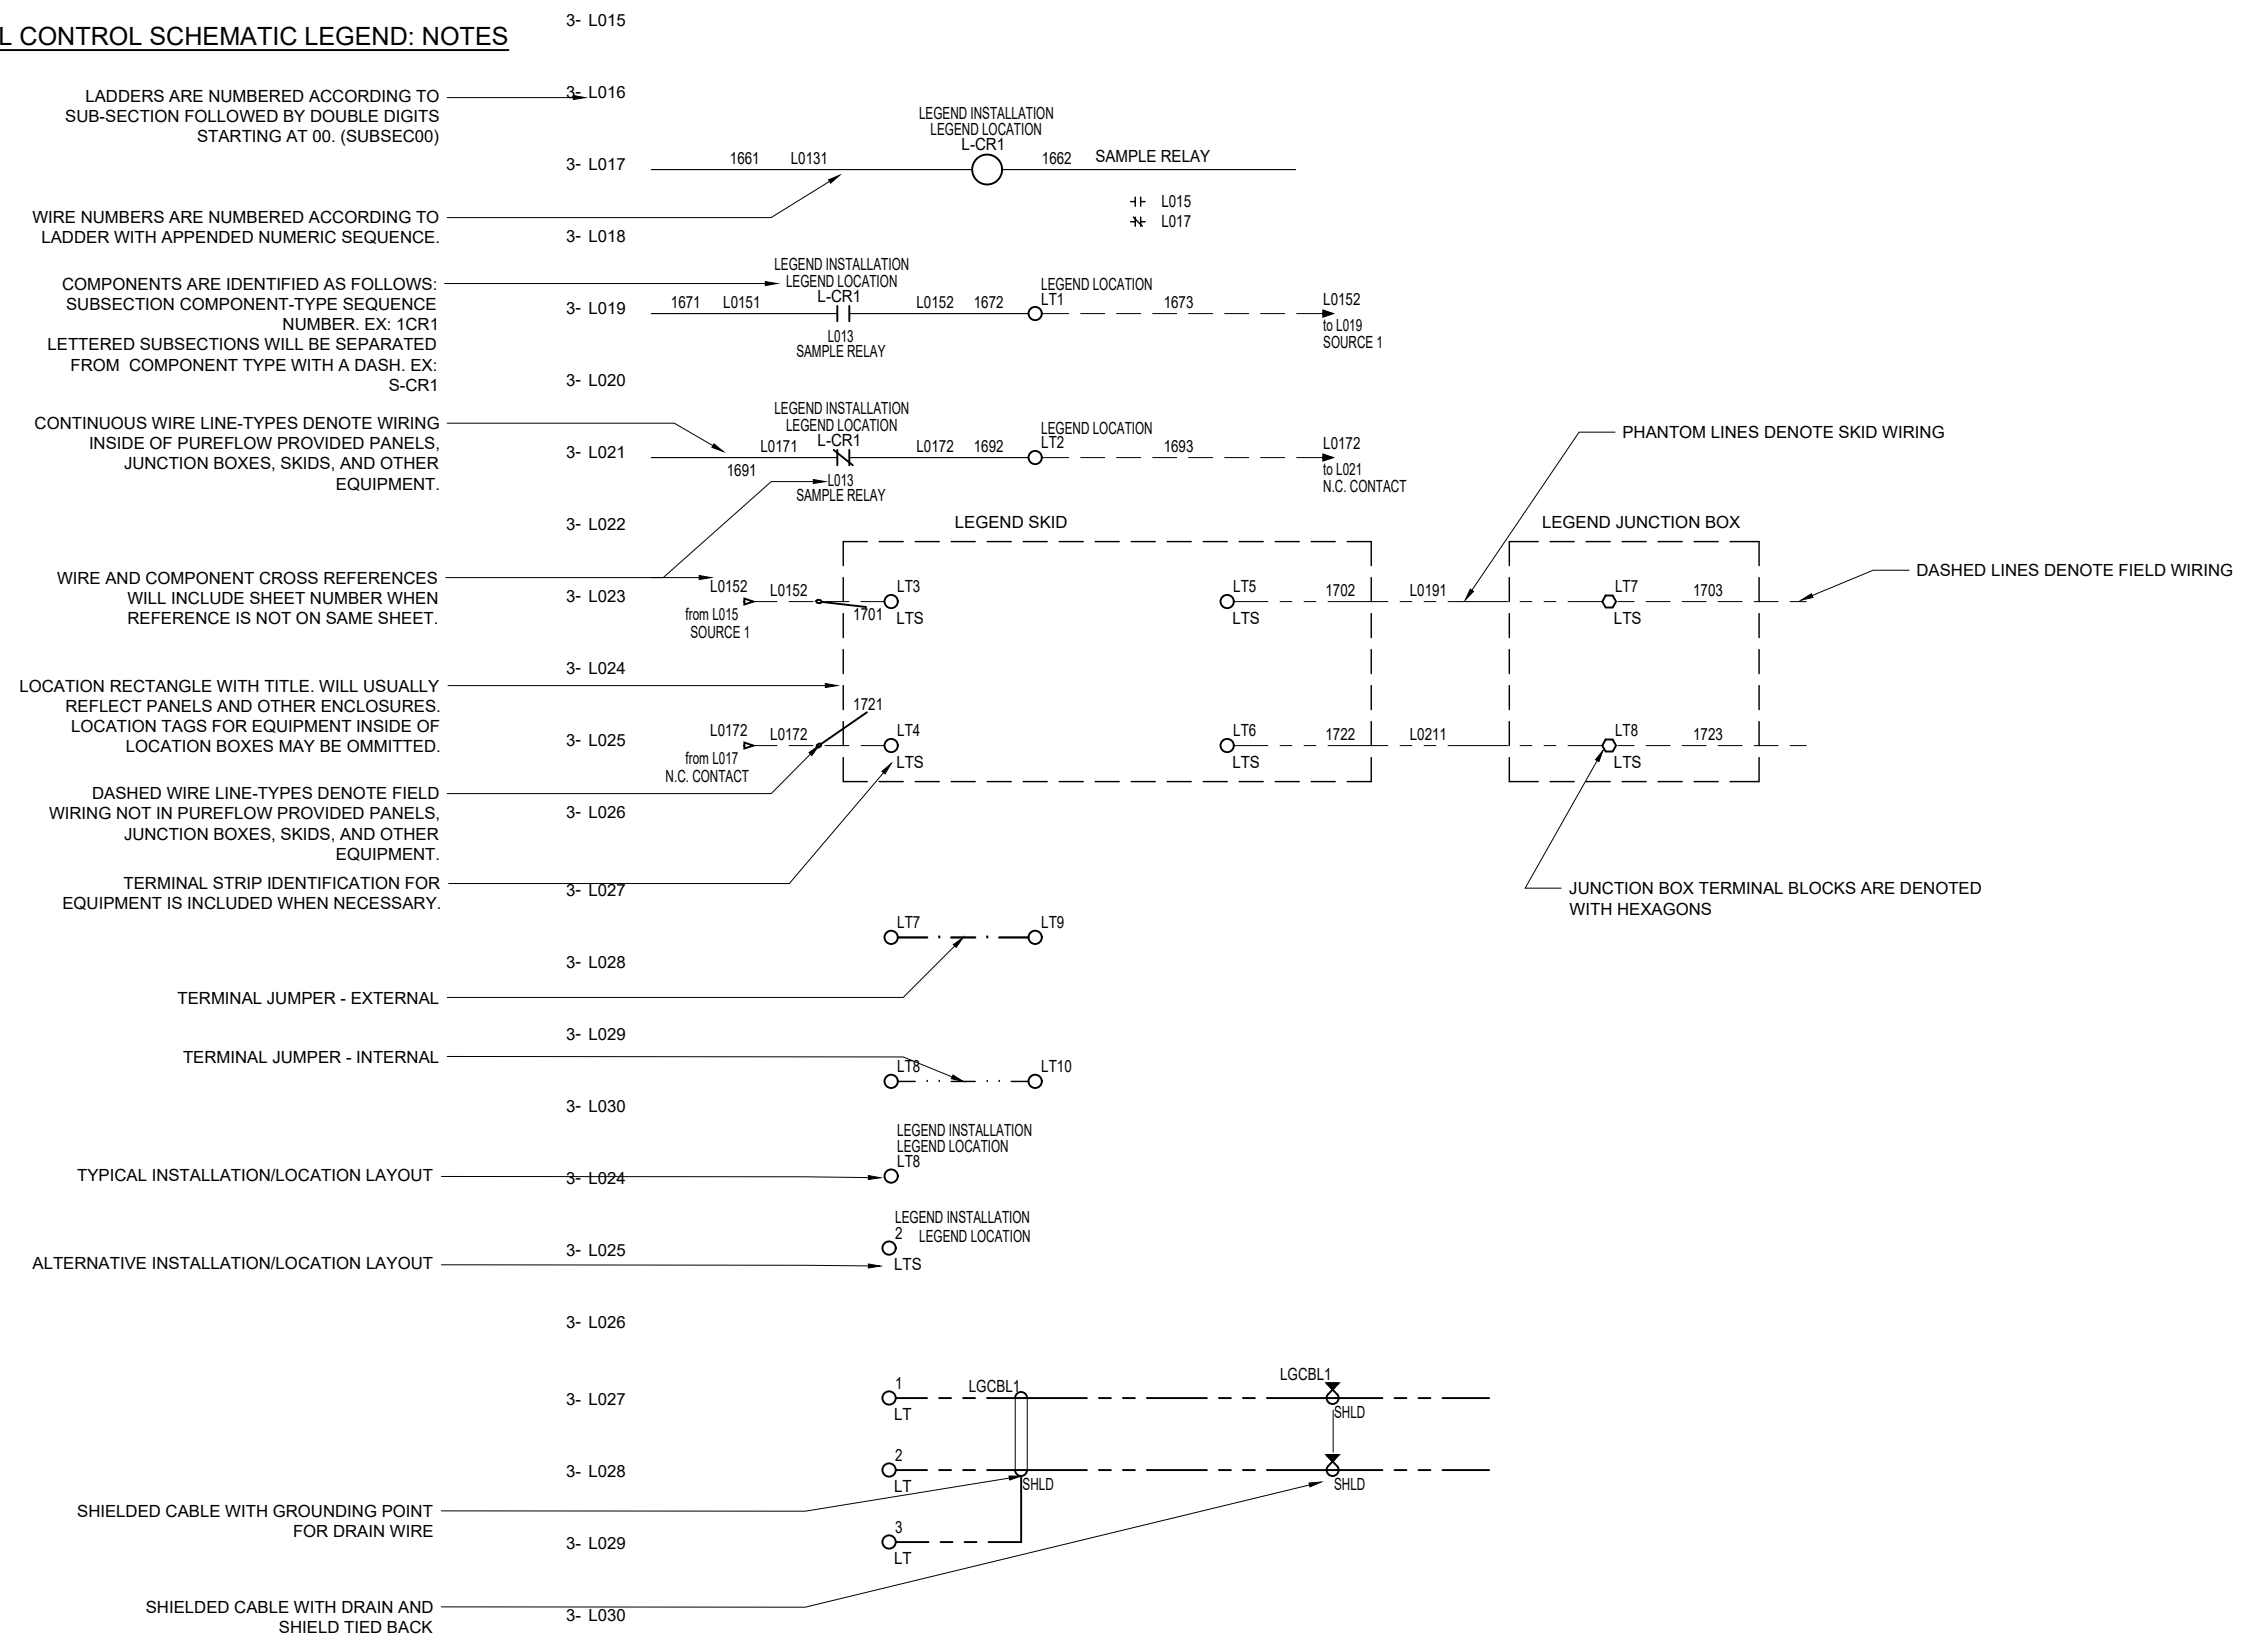 L CONTROL SCHEMATIC LEGEND: NOTES
LADDERS ARE NUMBERED ACCORDING TO
SUB-SECTION FOLLOWED BY DOUBLE DIGITS
STARTING AT 00. (SUBSEC00)
WIRE NUMBERS ARE NUMBERED ACCORDING TO
LADDER WITH APPENDED NUMERIC SEQUENCE.
COMPONENTS ARE IDENTIFIED AS FOLLOWS:
SUBSECTION COMPONENT-TYPE SEQUENCE
NUMBER. EX: 1CR1
LETTERED SUBSECTIONS WILL BE SEPARATED
FROM COMPONENT TYPE WITH A DASH. EX:
S-CR1
CONTINUOUS WIRE LINE-TYPES DENOTE WIRING
INSIDE OF PUREFLOW PROVIDED PANELS,
JUNCTION BOXES, SKIDS, AND OTHER
EQUIPMENT.
WIRE AND COMPONENT CROSS REFERENCES
WILL INCLUDE SHEET NUMBER WHEN
REFERENCE IS NOT ON SAME SHEET.
LOCATION RECTANGLE WITH TITLE. WILL USUALLY
REFLECT PANELS AND OTHER ENCLOSURES.
LOCATION TAGS FOR EQUIPMENT INSIDE OF
LOCATION BOXES MAY BE OMMITTED.
DASHED WIRE LINE-TYPES DENOTE FIELD
WIRING NOT IN PUREFLOW PROVIDED PANELS,
JUNCTION BOXES, SKIDS, AND OTHER
EQUIPMENT.
TERMINAL STRIP IDENTIFICATION FOR
EQUIPMENT IS INCLUDED WHEN NECESSARY.
TERMINAL JUMPER - EXTERNAL
TERMINAL JUMPER - INTERNAL
TYPICAL INSTALLATION/LOCATION LAYOUT
ALTERNATIVE INSTALLATION/LOCATION LAYOUT
SHIELDED CABLE WITH GROUNDING POINT
FOR DRAIN WIRE
SHIELDED CABLE WITH DRAIN AND
SHIELD TIED BACK
3- L015
3- L016
3- L017
3- L018
3- L019
3- L020
3- L021
3- L022
3- L023
3- L024
3- L025
3- L026
3- L027
3- L028
3- L029
3- L030
3- L024
3- L025
3- L026
3- L027
3- L028
3- L029
3- L030
LEGEND INSTALLATION
LEGEND LOCATION
L-CR1
1661 L0131 1662 SAMPLE RELAY
L015
L017
LEGEND INSTALLATION
LEGEND LOCATION
L-CR1
1671 L0151 L0152 1672
L013
SAMPLE RELAY
LEGEND LOCATION
LT1
1673
L0152
to L019
SOURCE 1
LEGEND INSTALLATION
LEGEND LOCATION
L-CR1
L0171 L0172 1692
1691
L013
SAMPLE RELAY
LEGEND LOCATION
LT2
1693
L0172
to L021
N.C. CONTACT
PHANTOM LINES DENOTE SKID WIRING
LEGEND SKID
LEGEND JUNCTION BOX
DASHED LINES DENOTE FIELD WIRING
L0152 L0152
from L015
SOURCE 1
1701
LT3
LTS
LT5
LTS
1702 L0191
LT7
LTS
1703
1721
L0172 L0172
from L017
N.C. CONTACT
LT4
LTS
LT6
LTS
1722 L0211
LT8
LTS
1723
JUNCTION BOX TERMINAL BLOCKS ARE DENOTED
WITH HEXAGONS
LT7 LT9
LT8 LT10
LEGEND INSTALLATION
LEGEND LOCATION
LT8
LEGEND INSTALLATION
2 LEGEND LOCATION
LTS
1 LGCBL1 LGCBL1
LT SHLD
2
LT SHLD SHLD
3
LT